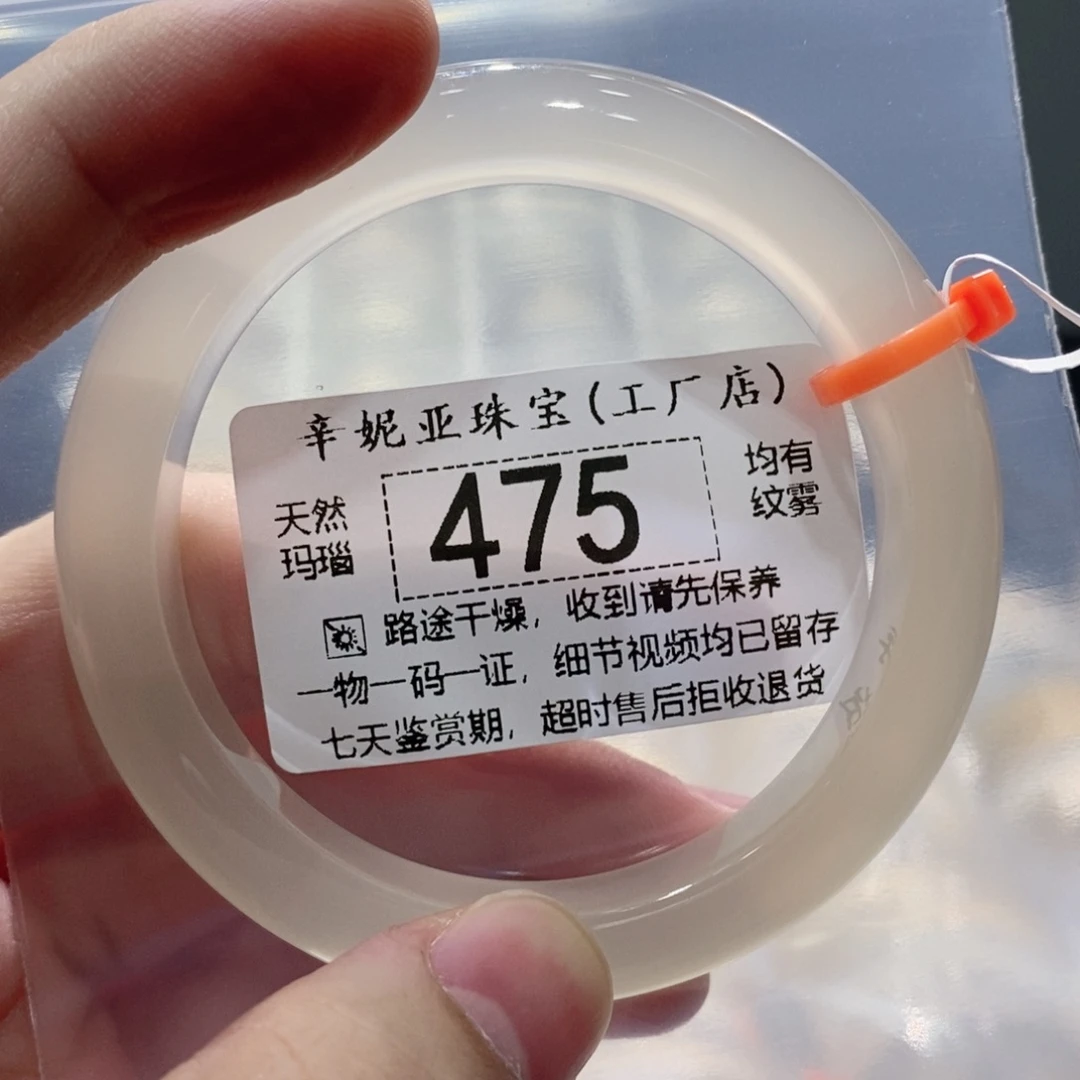 辛妮亚珠宝(工厂店)
天然
玛瑙
475
均有
纹雾
路途干燥，收到请先保养
一物一码一证，细节视频均已留存
七天鉴赏期，超时售后拒收退货